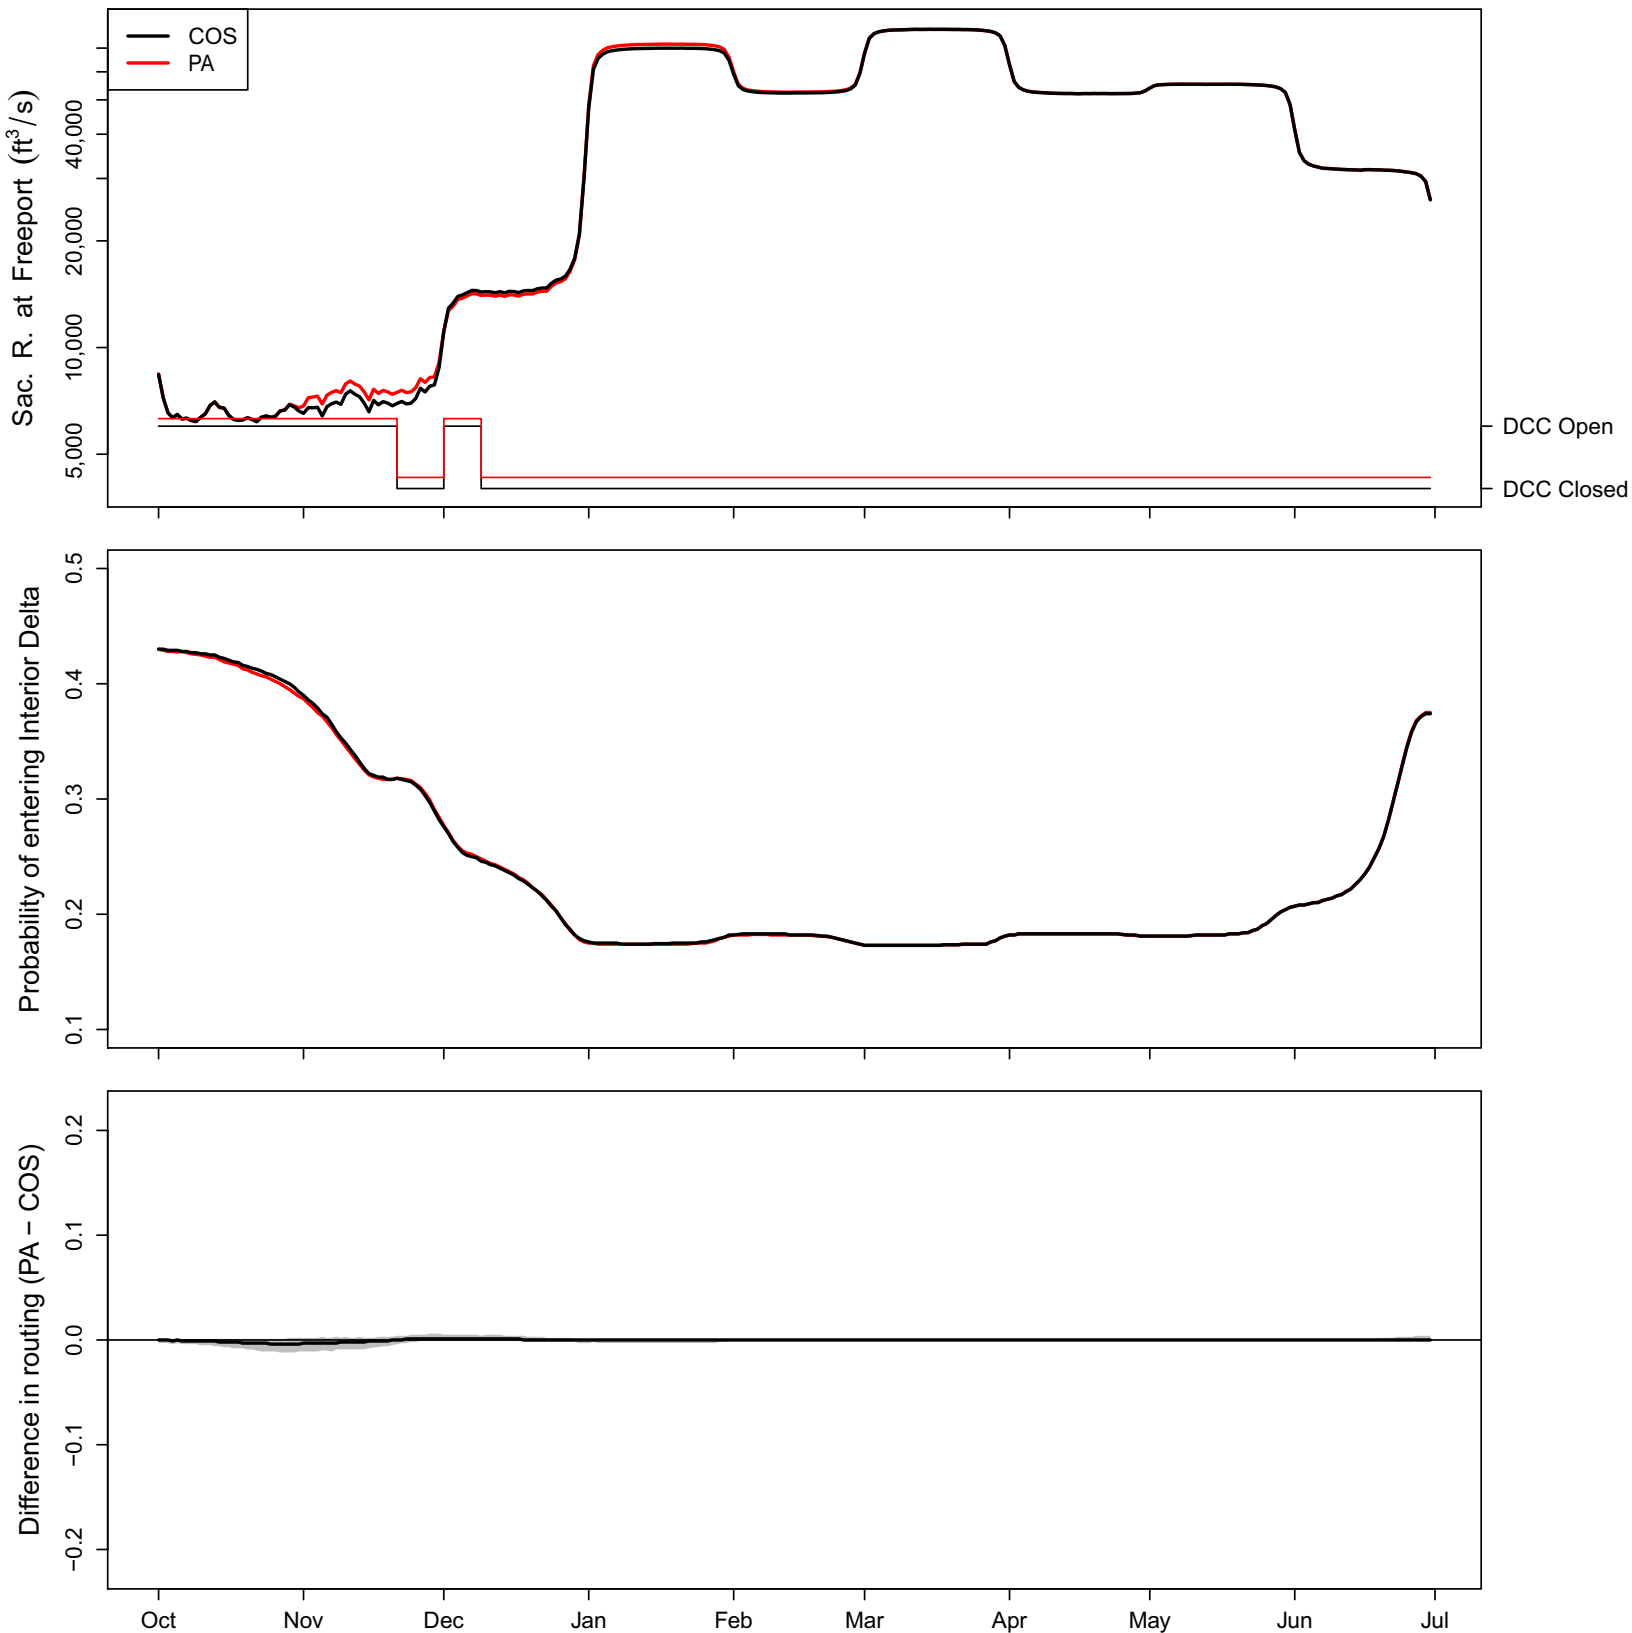 COS
PA
Sac. R. at Freeport (ft³/s)
40,000
20,000
10,000
5,000
DCC Open
DCC Closed
Probability of entering Interior Delta
0.5
0.4
0.3
0.2
0.1
Difference in routing (PA − COS)
0.2
0.1
0.0
−0.1
−0.2
Oct Nov Dec Jan Feb Mar Apr May Jun Jul